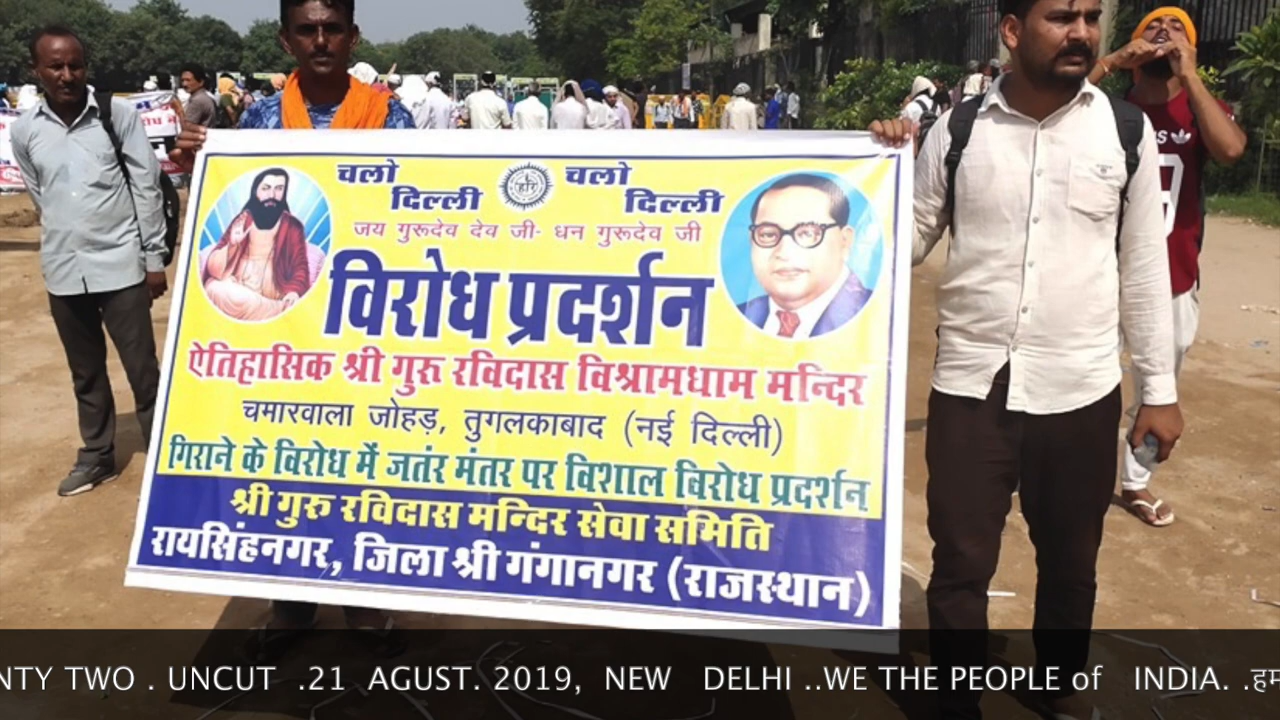 चलो चलो
दिल्ली हरि दिल्ली
जय गुरूदेव देव जी- धन गुरूदेव जी
विरोध प्रदर्शन
ऐतिहासिक श्री गुरू रविदास विश्रामधाम मन्दिर
चमारवाला जोहड़, तुगलकाबाद (नई दिल्ली)
गिराने के विरोध में जतंर मंतर पर विशाल विरोध प्रदर्शन
श्री गुरू रविदास मन्दिर सेवा समिति
रायसिंहनगर, जिला श्री गंगानगर (राजस्थान)
NTY TWO . UNCUT .21 AGUST. 2019, NEW DELHI ..WE THE PEOPLE of INDIA. .हम